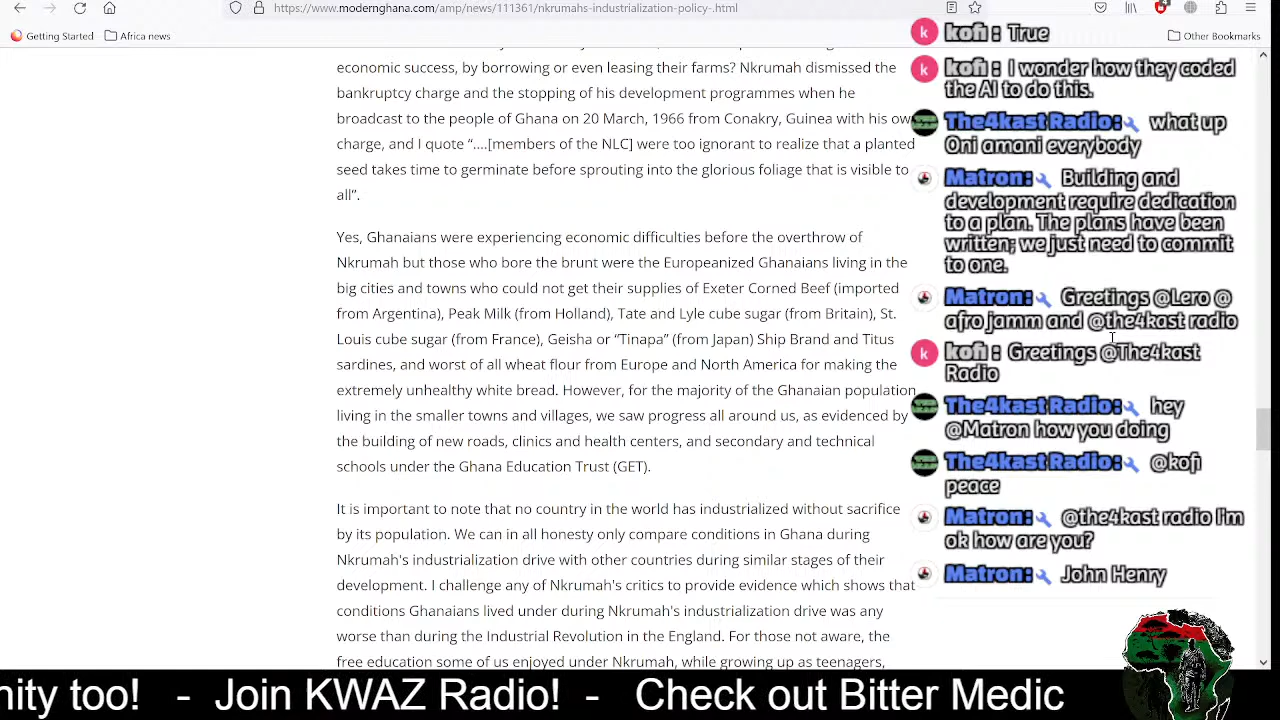 https://www.modernghana.com/amp/news/111361/nkrumahs-industrialization-policy-.html
Getting Started
Africa news
Other Bookmarks
economic success, by borrowing or even leasing their farms? Nkrumah dismissed the
bankruptcy charge and the stopping of his development programmes when he
broadcast to the people of Ghana on 20 March, 1966 from Conakry, Guinea with his own
charge, and I quote “....[members of the NLC] were too ignorant to realize that a planted
seed takes time to germinate before sprouting into the glorious foliage that is visible to
all”.
Yes, Ghanaians were experiencing economic difficulties before the overthrow of
Nkrumah but those who bore the brunt were the Europeanized Ghanaians living in the
big cities and towns who could not get their supplies of Exeter Corned Beef (imported
from Argentina), Peak Milk (from Holland), Tate and Lyle cube sugar (from Britain), St.
Louis cube sugar (from France), Geisha or “Tinapa” (from Japan) Ship Brand and Titus
sardines, and worst of all wheat flour from Europe and North America for making the
extremely unhealthy white bread. However, for the majority of the Ghanaian population
living in the smaller towns and villages, we saw progress all around us, as evidenced by
the building of new roads, clinics and health centers, and secondary and technical
schools under the Ghana Education Trust (GET).
It is important to note that no country in the world has industrialized without sacrifice
by its population. We can in all honesty only compare conditions in Ghana during
Nkrumah's industrialization drive with other countries during similar stages of their
development. I challenge any of Nkrumah's critics to provide evidence which shows that
conditions Ghanaians lived under during Nkrumah's industrialization drive was any
worse than during the Industrial Revolution in the England. For those not aware, the
free education some of us enjoyed under Nkrumah, while growing up as teenagers,
k kofi : True
k kofi : I wonder how they coded
the AI to do this.
The4kast Radio: what up
Oni amani everybody
Matron: Building and
development require dedication
to a plan. The plans have been
written; we just need to commit
to one.
Matron: Greetings @Lero @
afro jamm and @the4kast radio
k kofi : Greetings @The4kast
Radio
The4kast Radio: hey
@Matron how you doing
The4kast Radio: @kofi
peace
Matron: @the4kast radio I'm
ok how are you?
Matron: John Henry
nity too! - Join KWAZ Radio! - Check out Bitter Medic